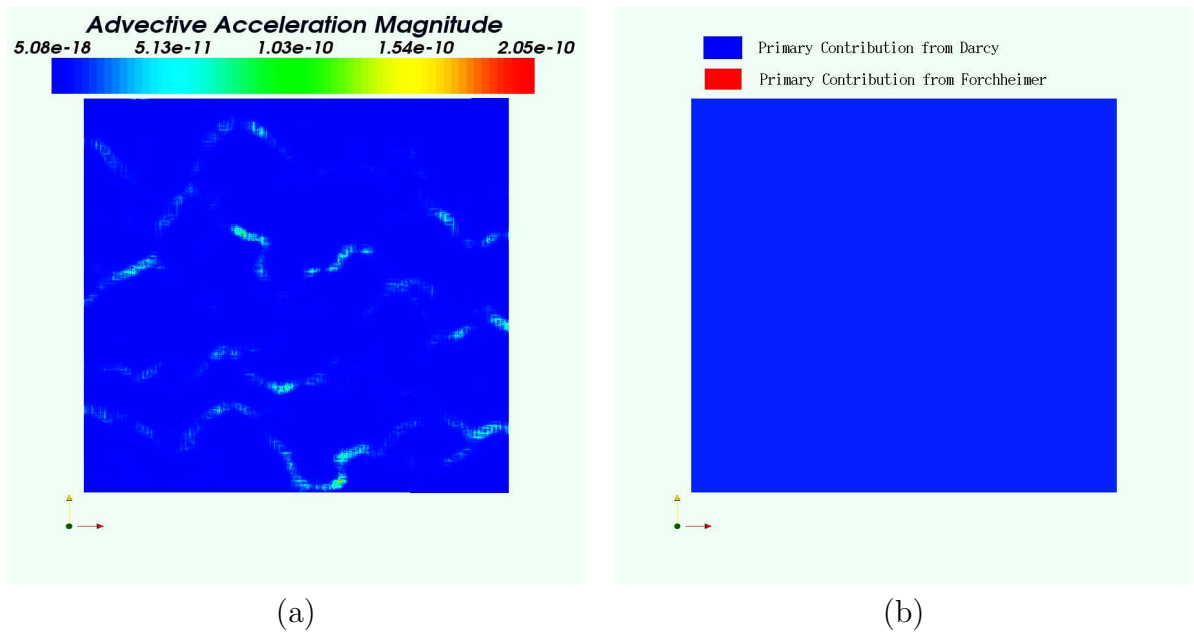 Advective Acceleration Magnitude
5.08e-18 5.13e-11 1.03e-10 1.54e-10 2.05e-10
Primary Contribution from Darcy
Primary Contribution from Forchheimer
(a) (b)